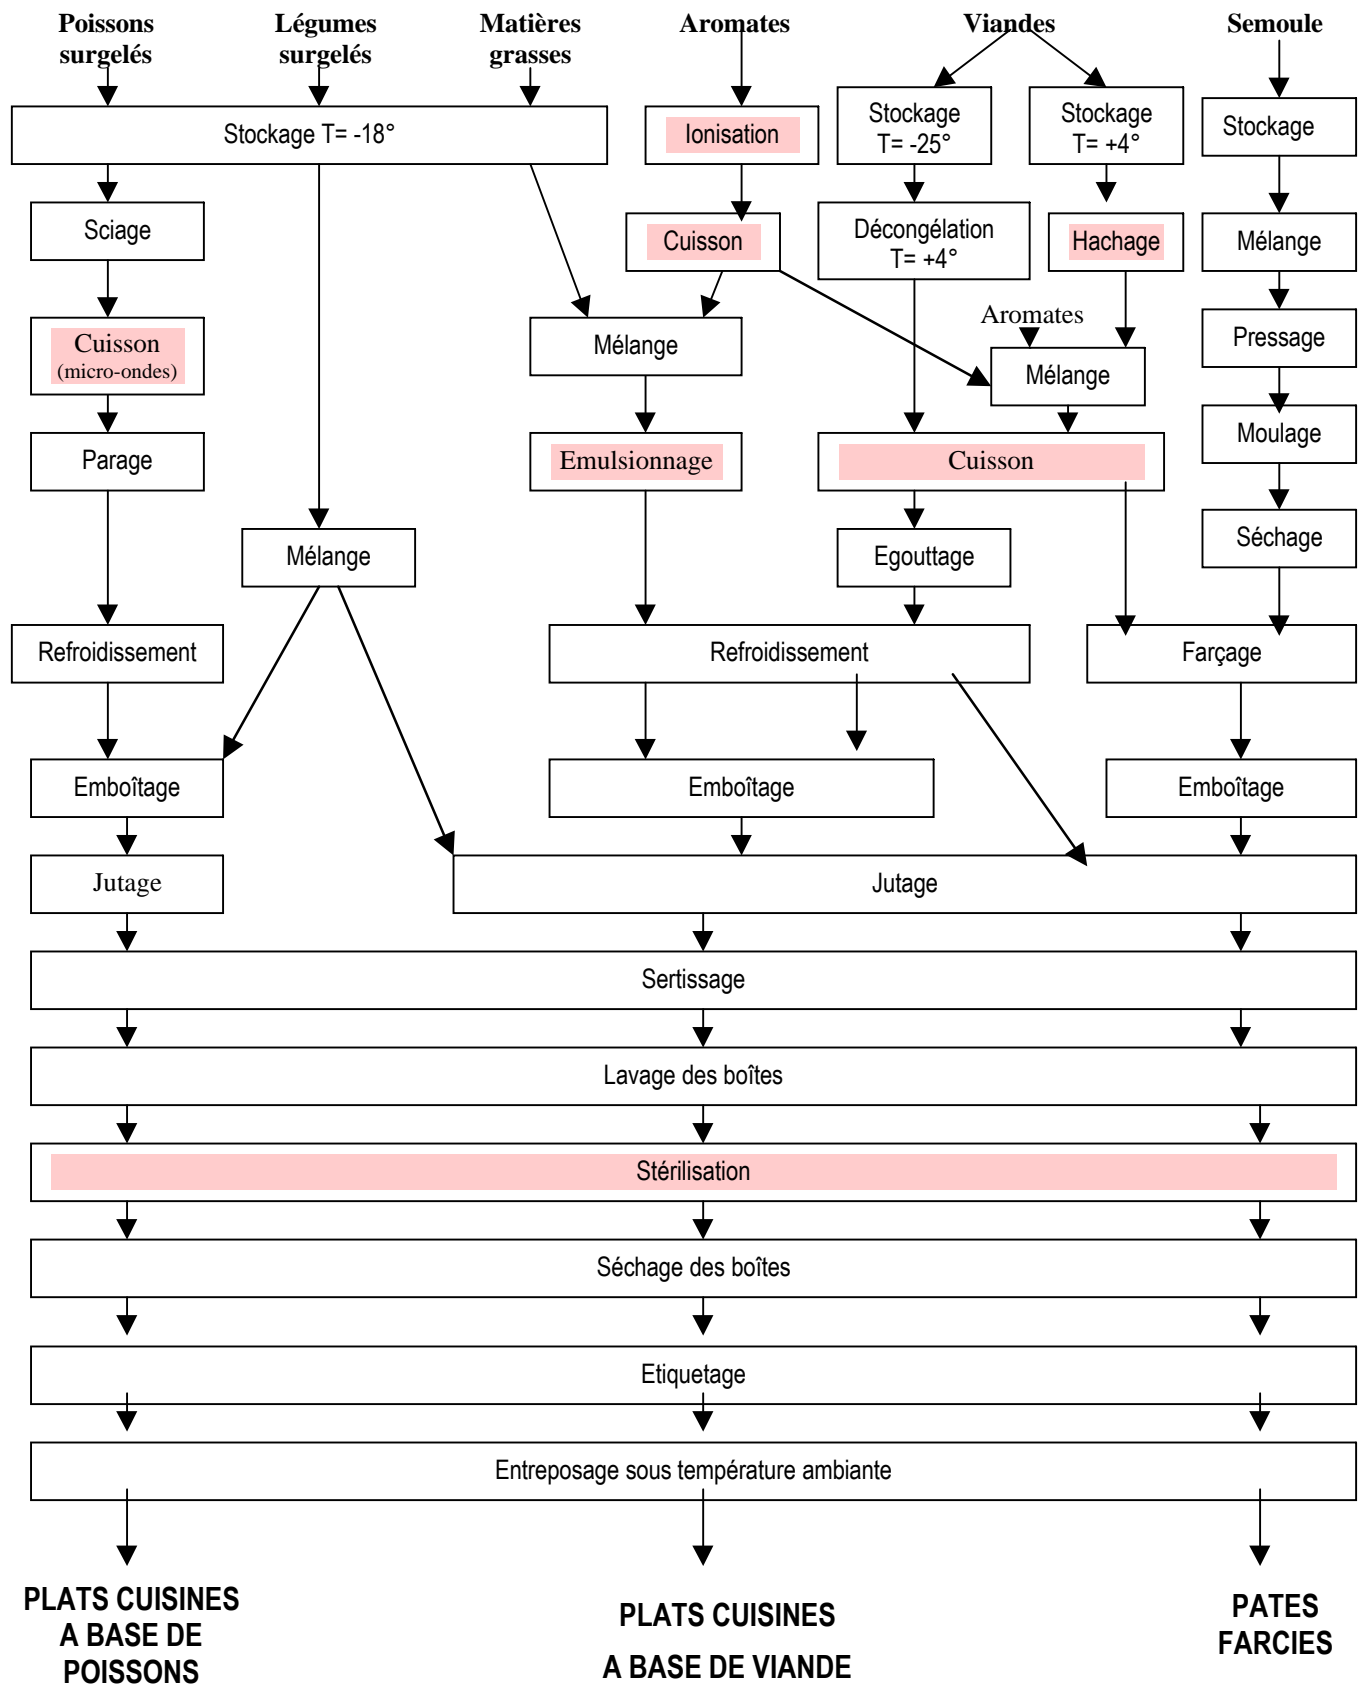 Poissons
surgelés
Légumes
surgelés
Matières
grasses
Aromates
Viandes
Semoule
Stockage T= -18°
Ionisation
Stockage
T= -25°
Stockage
T= +4°
Stockage
Sciage
Cuisson
Décongélation
T= +4°
Hachage
Mélange
Cuisson
(micro-ondes)
Mélange
Aromates
Mélange
Pressage
Parage
Emulsionnage
Cuisson
Moulage
Mélange
Egouttage
Séchage
Refroidissement
Refroidissement
Farçage
Emboîtage
Emboîtage
Emboîtage
Jutage
Jutage
Sertissage
Lavage des boîtes
Stérilisation
Séchage des boîtes
Etiquetage
Entreposage sous température ambiante
PLATS CUISINES
A BASE DE
POISSONS
PLATS CUISINES
A BASE DE VIANDE
PATES
FARCIES